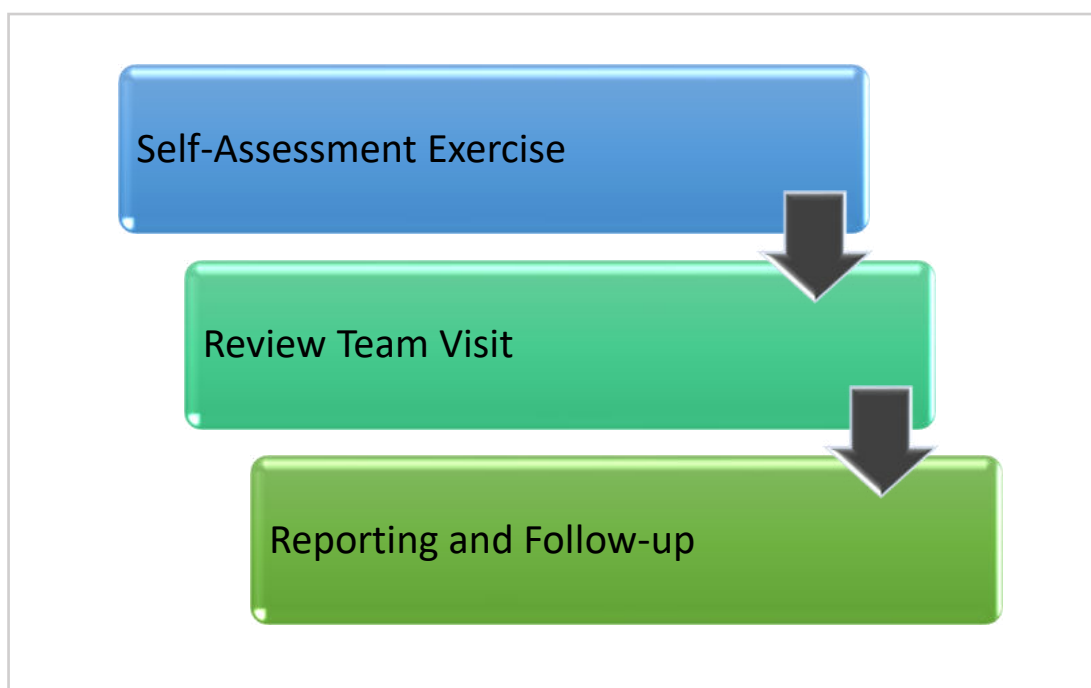 Self-Assessment Exercise
Review Team Visit
Reporting and Follow-up